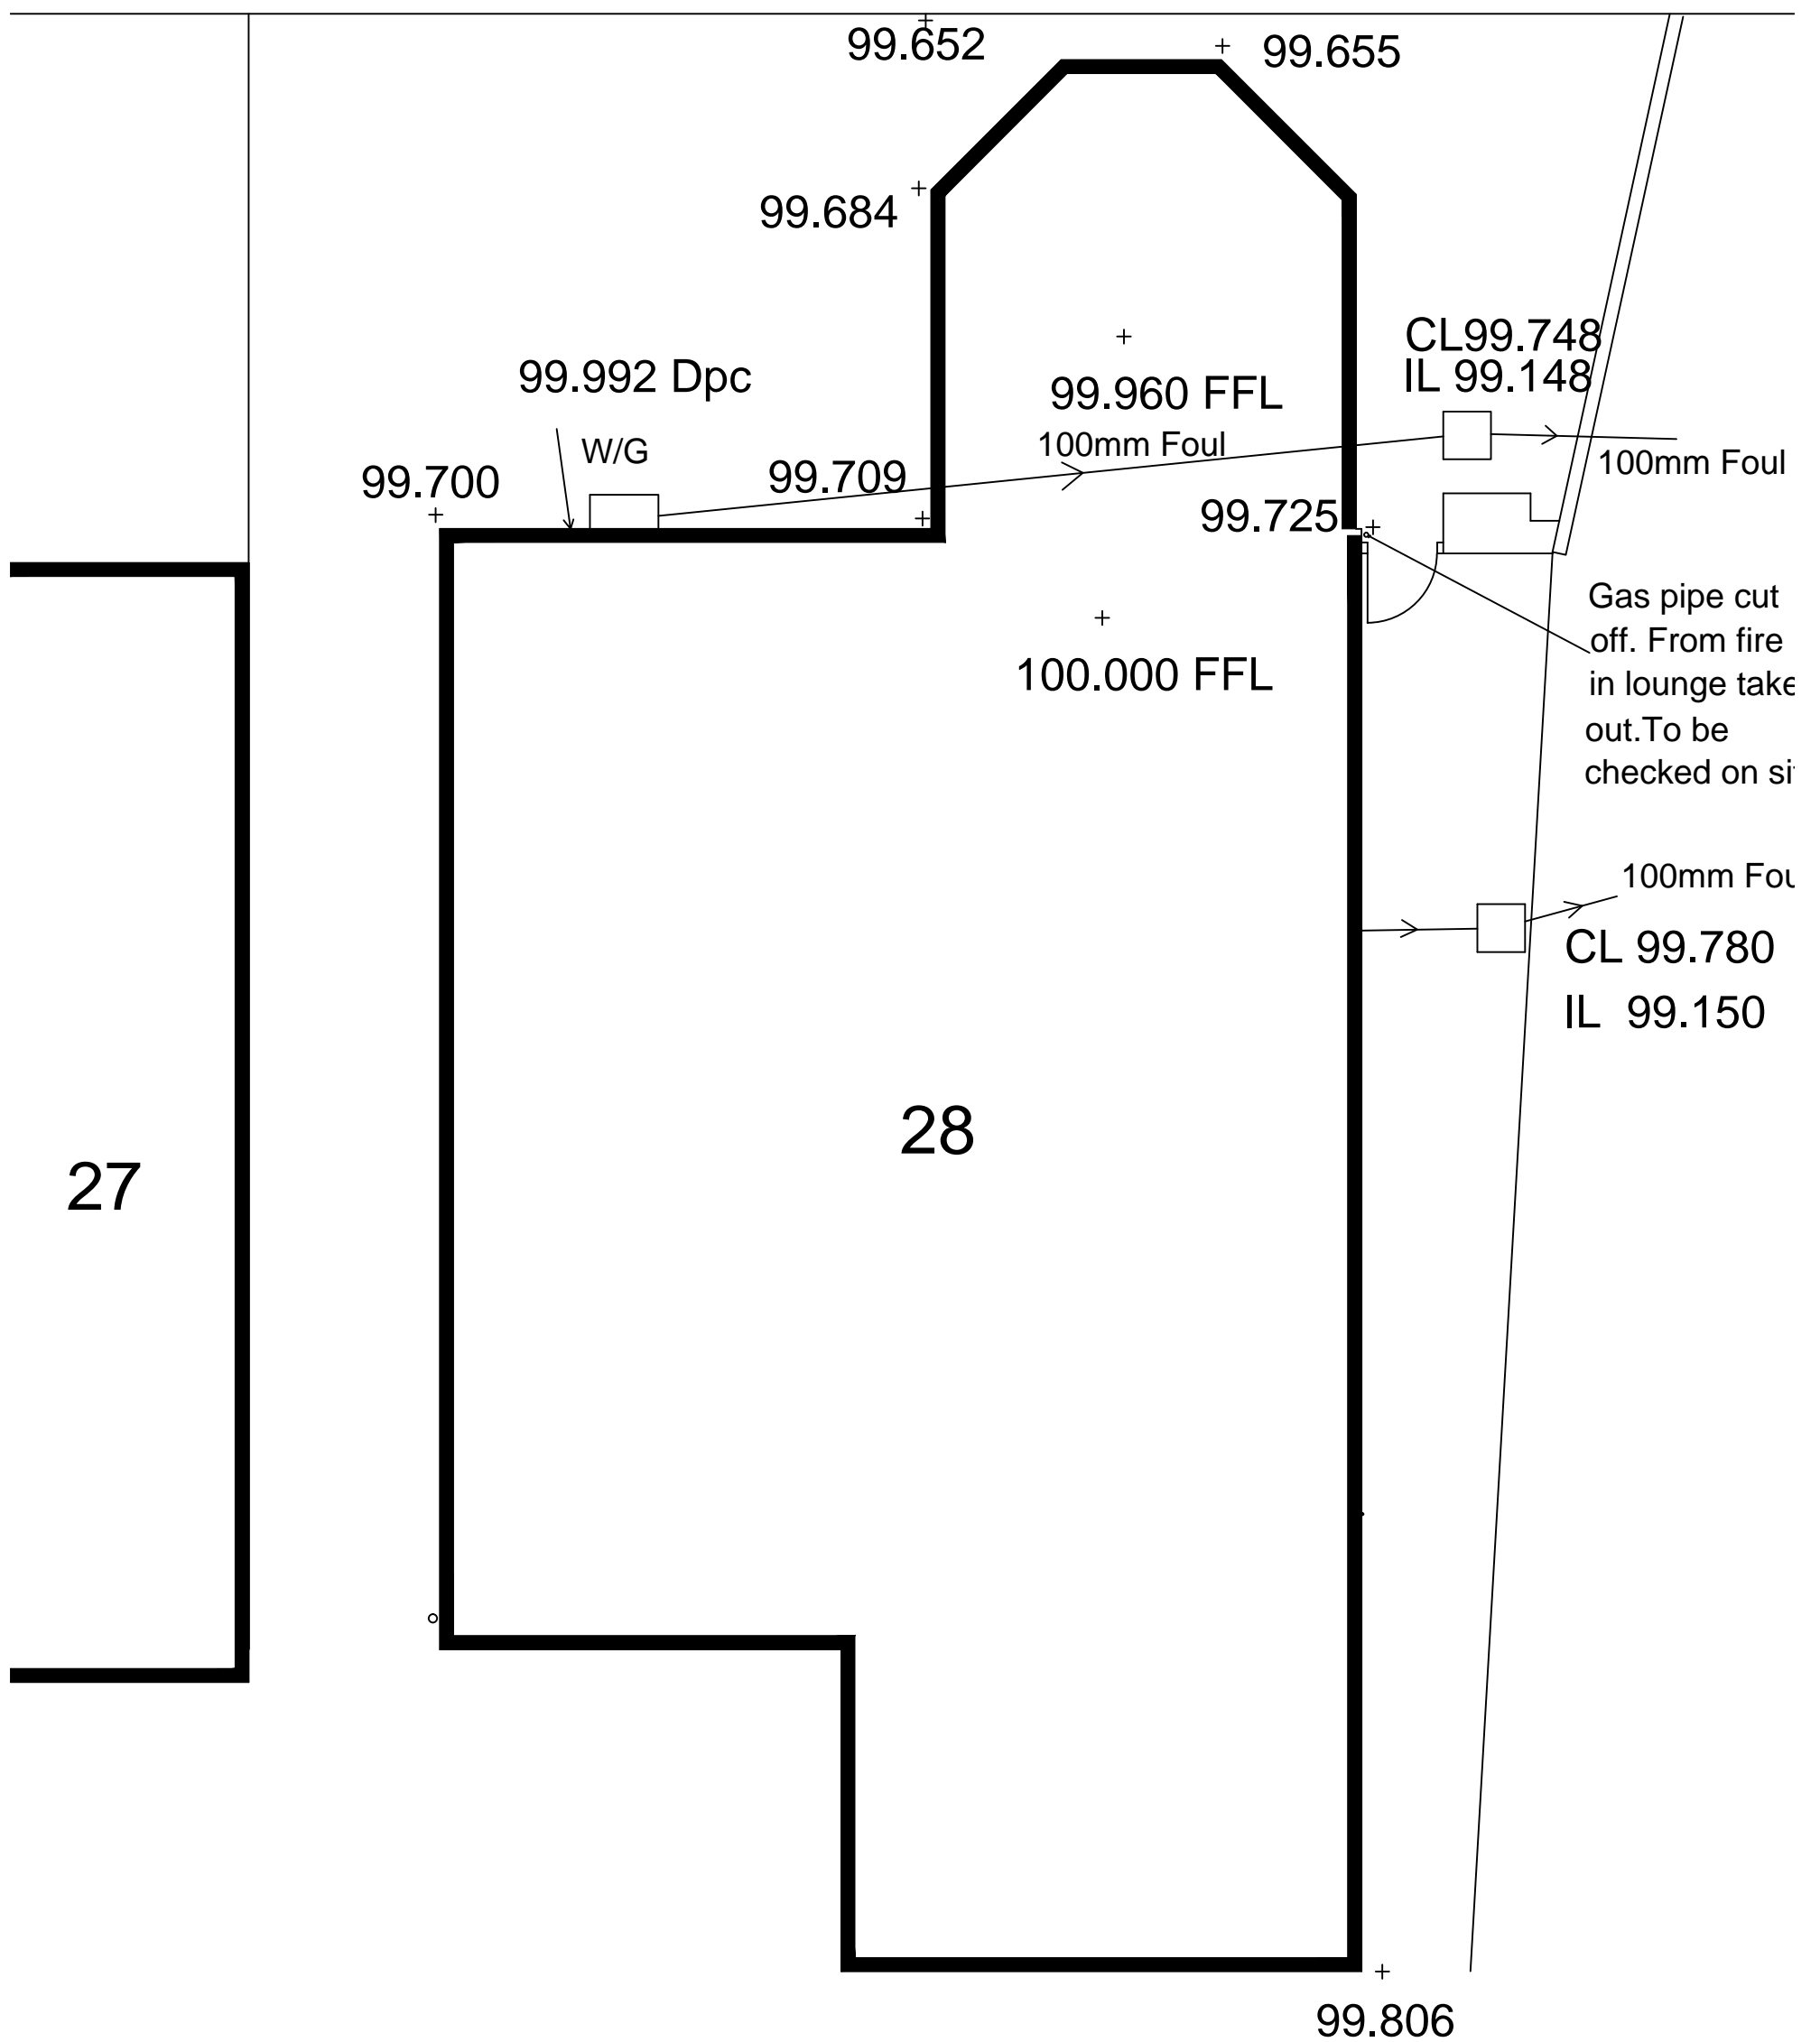 99.652
99.655
99.684
CL99.748
IL 99.148
99.992 Dpc
99.960 FFL
W/G
100mm Foul
100mm Foul
99.700
99.709
99.725
Gas pipe cut
off. From fire
in lounge take
out.To be
checked on
100.000 FFL
100mm
CL 99.780
IL 99.150
28
27
99.806